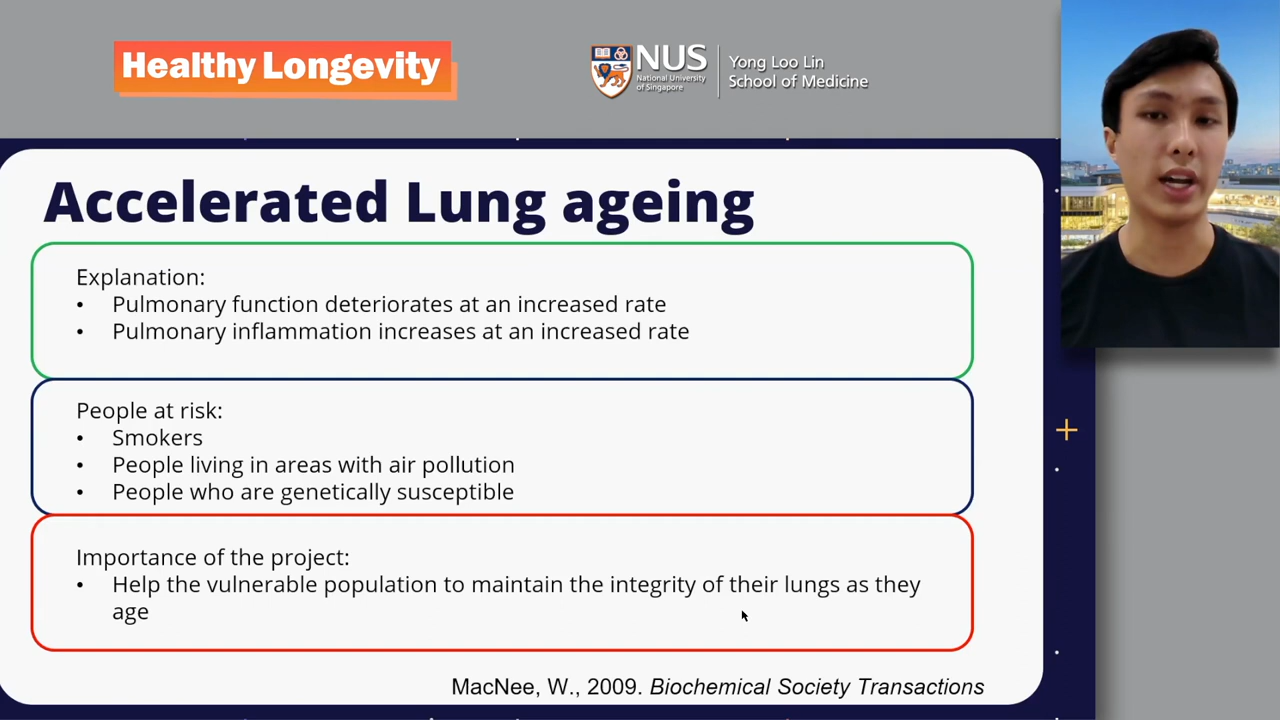 Healthy Longevity
NUS
National University
of Singapore
Yong Loo Lin
School of Medicine
Accelerated Lung ageing
Explanation:
• Pulmonary function deteriorates at an increased rate
• Pulmonary inflammation increases at an increased rate
People at risk:
• Smokers
• People living in areas with air pollution
• People who are genetically susceptible
Importance of the project:
• Help the vulnerable population to maintain the integrity of their lungs as they
age
MacNee, W., 2009. Biochemical Society Transactions